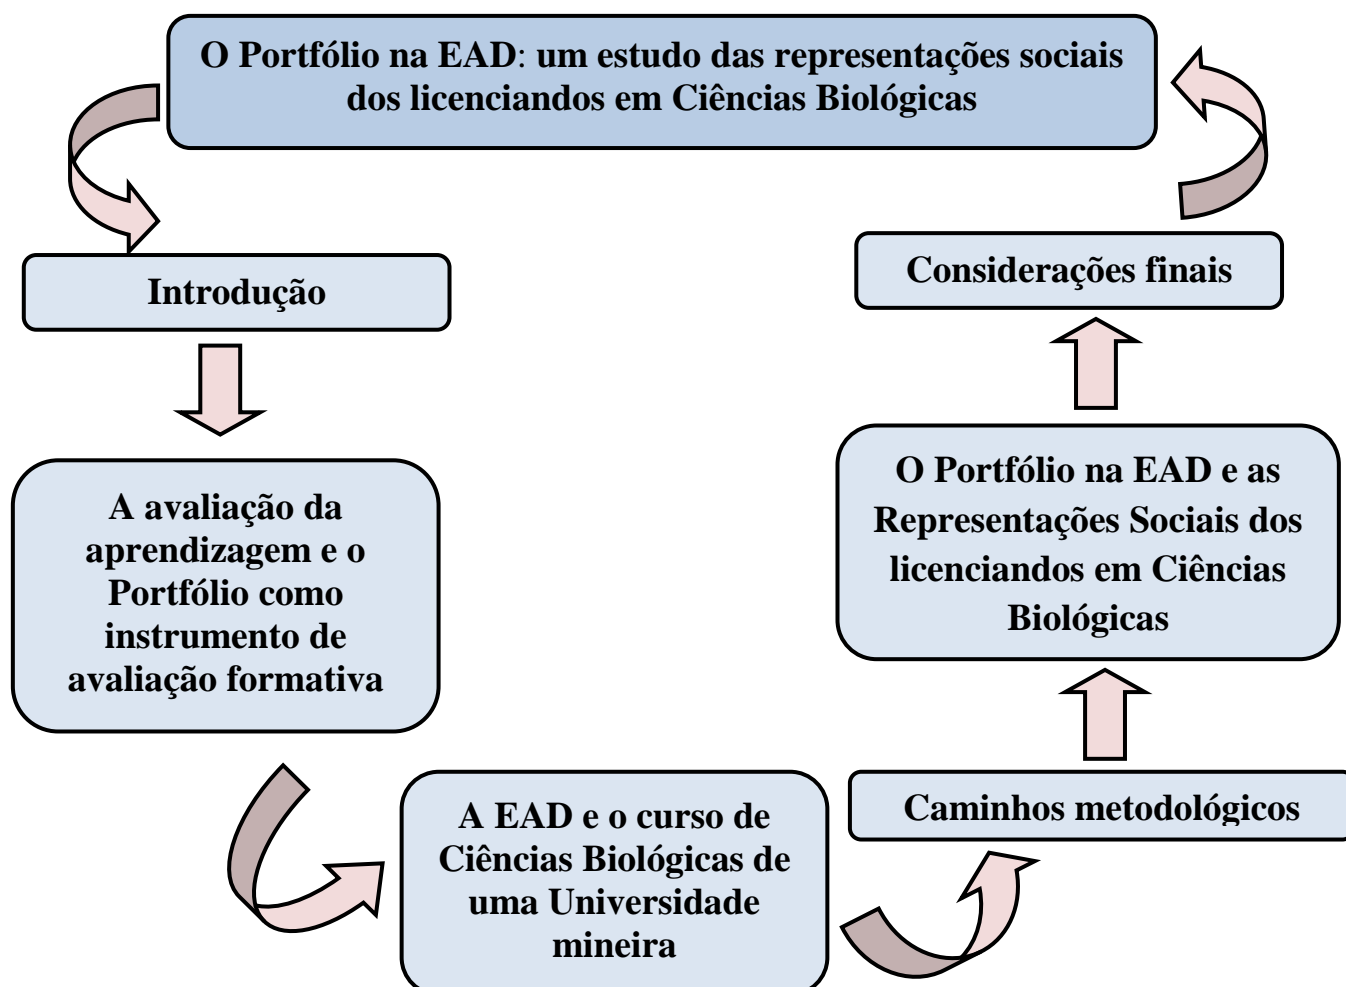 O Portfólio na EAD: um estudo das representações sociais
dos licenciandos em Ciências Biológicas
Introdução
A avaliação da
aprendizagem e o
Portfólio como
instrumento de
avaliação formativa
A EAD e o curso de
Ciências Biológicas de
uma Universidade
mineira
Caminhos metodológicos
O Portfólio na EAD e as
Representações Sociais dos
licenciandos em Ciências
Biológicas
Considerações finais